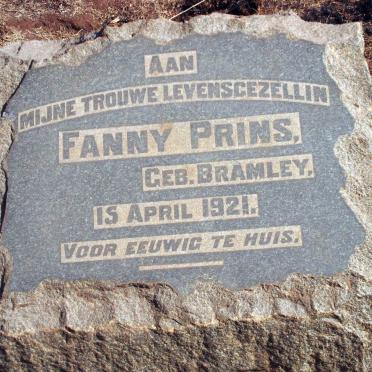 AAN
MIJNE TROUWE LEVENSGEZELLIN
FANNY PRINS,
GEB. BRAMLEY,
15 APRIL 1921.
VOOR EEUWIG TE HUIS.